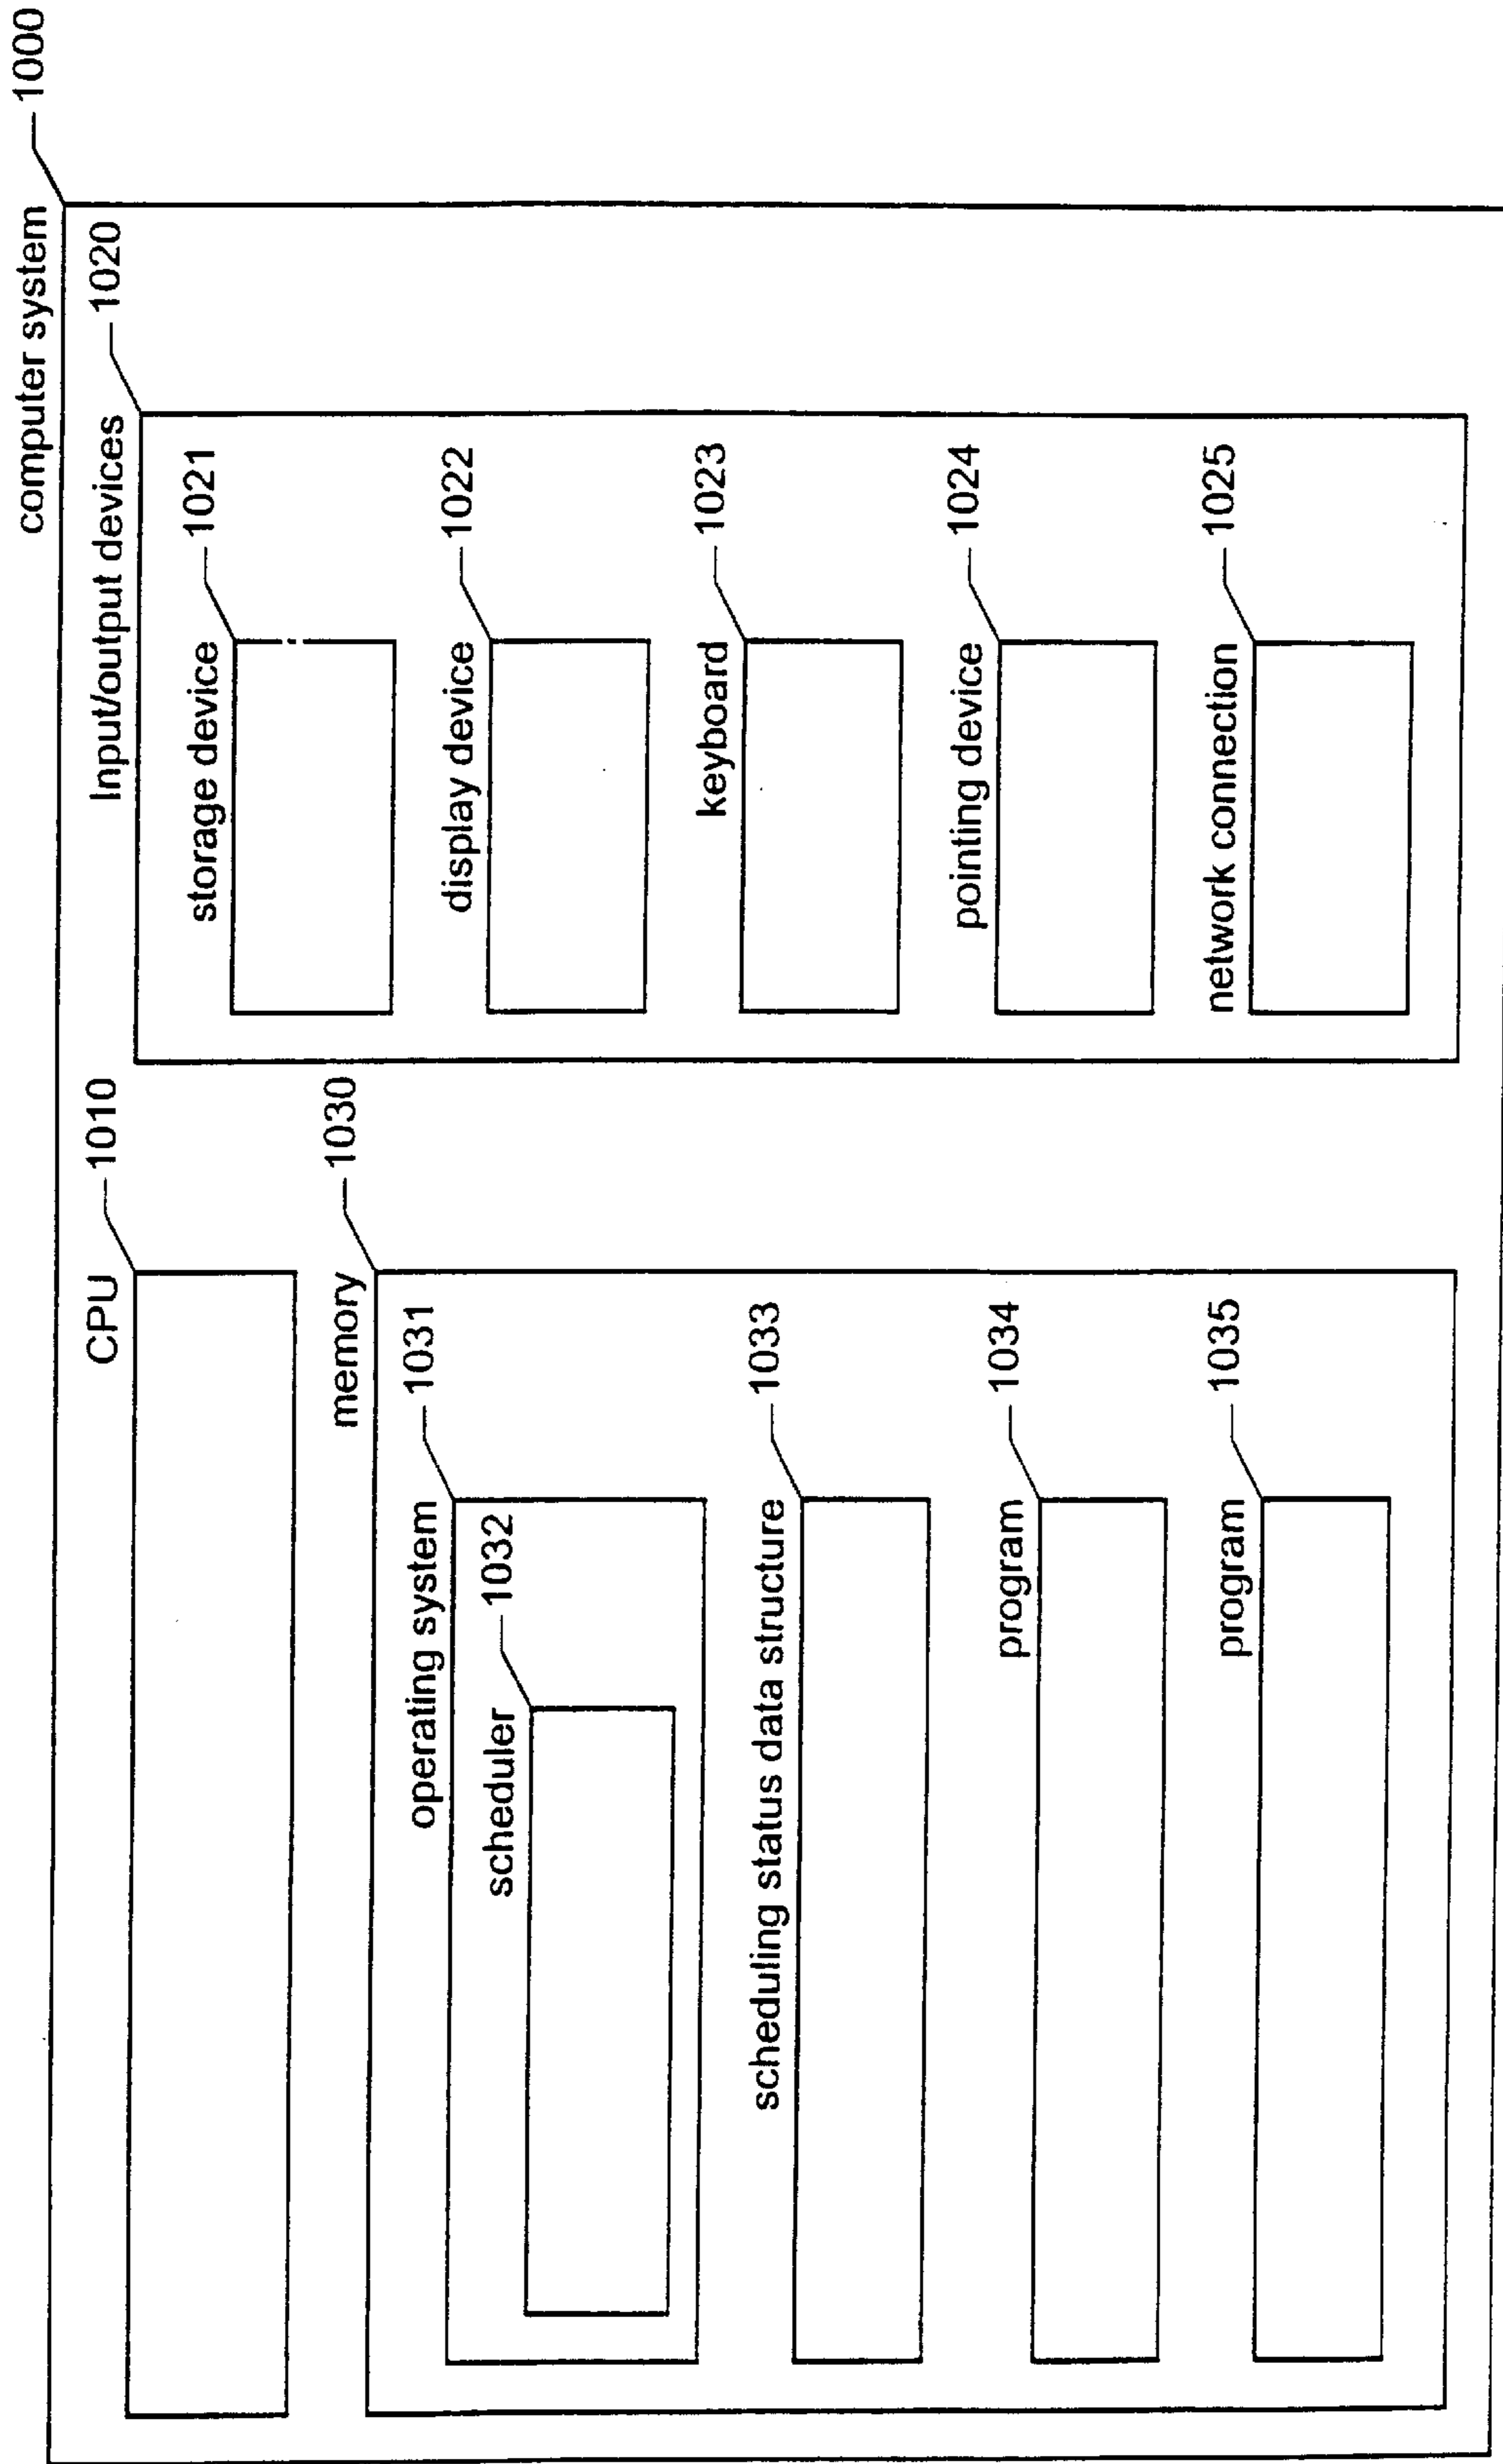 computer system
1000
CPU
1010
memory
1030
operating system
1031
scheduler
1032
scheduling status data structure
1033
program
1034
program
1035
Input/output devices
1020
storage device
1021
display device
1022
keyboard
1023
pointing device
1024
network connection
1025